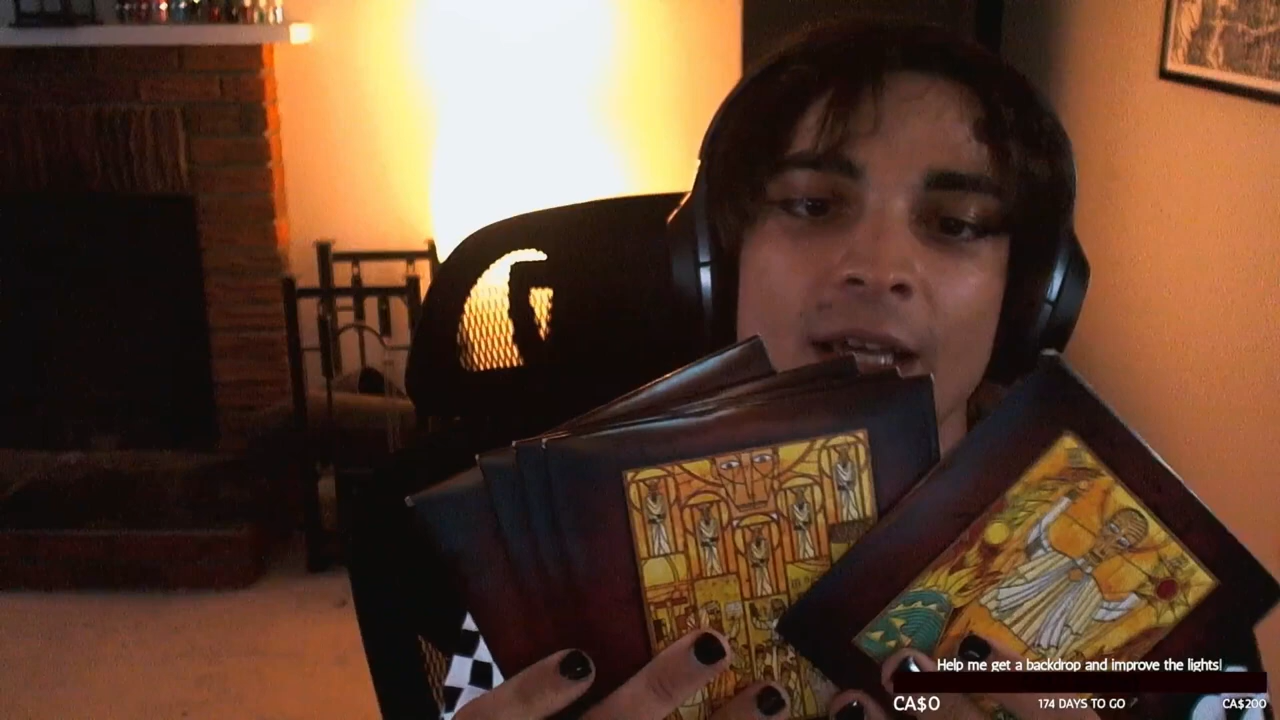 Help me get a backdrop and improve the lights!
CA$0 174 DAYS TO GO CA$200